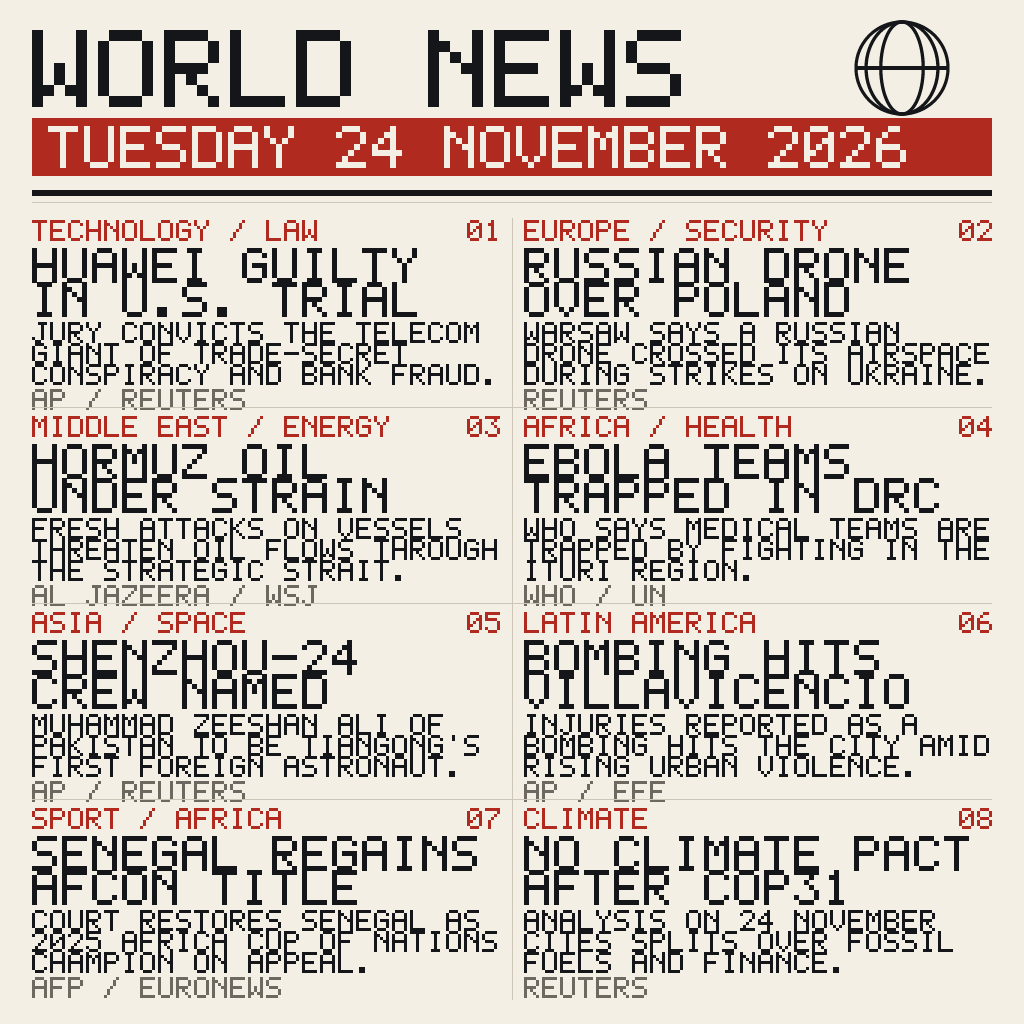 WORLD NEWS
TUESDAY 24 NOVEMBER 2026
TECHNOLOGY / LAW 01
HUAWEI GUILTY
IN U.S. TRIAL
JURY CONVICTS THE TELECOM
GIANT OF TRADE-SECRET
CONSPIRACY AND BANK FRAUD.
AP / REUTERS
EUROPE / SECURITY 02
RUSSIAN DRONE
OVER POLAND
WARSAW SAYS A RUSSIAN
DRONE CROSSED ITS AIRSPACE
DURING STRIKES ON UKRAINE.
REUTERS
MIDDLE EAST / ENERGY 03
HORMUZ OIL
UNDER STRAIN
FRESH ATTACKS ON VESSELS
THREATEN OIL FLOWS THROUGH
THE STRATEGIC STRAIT.
AL JAZEERA / WSJ
AFRICA / HEALTH 04
EBOLA TEAMS
TRAPPED IN DRC
WHO SAYS MEDICAL TEAMS ARE
TRAPPED BY FIGHTING IN THE
ITURI REGION.
WHO / UN
ASIA / SPACE 05
SHENZHOU-24
CREW NAMED
MUHAMMAD ZEESHAN ALI OF
PAKISTAN TO BE TIANGONG'S
FIRST FOREIGN ASTRONAUT.
AP / REUTERS
LATIN AMERICA 06
BOMBING HITS
VILLAVICENCIO
INJURIES REPORTED AS A
BOMBING HITS THE CITY AMID
RISING URBAN VIOLENCE.
AP / EFE
SPORT / AFRICA 07
SENEGAL REGAINS
AFCON TITLE
COURT RESTORES SENEGAL AS
2025 AFRICA CUP OF NATIONS
CHAMPION ON APPEAL.
AFP / EURONEWS
CLIMATE 08
NO CLIMATE PACT
AFTER COP31
ANALYSIS ON 24 NOVEMBER
CITES SPLITS OVER FOSSIL
FUELS AND FINANCE.
REUTERS